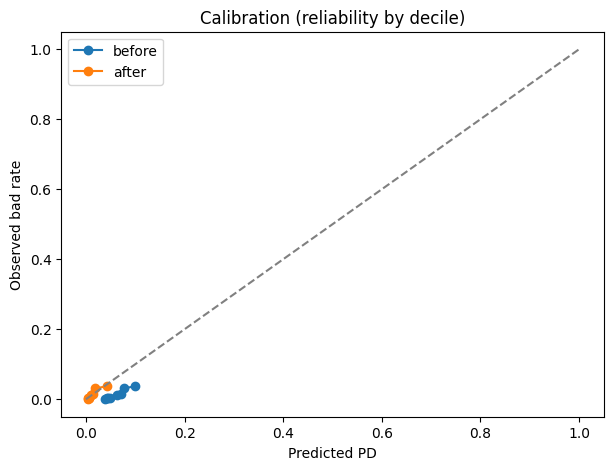 Calibration (reliability by decile)
before
after
1.0
0.8
0.6
0.4
0.2
0.0
Observed bad rate
0.0 0.2 0.4 0.6 0.8 1.0
Predicted PD